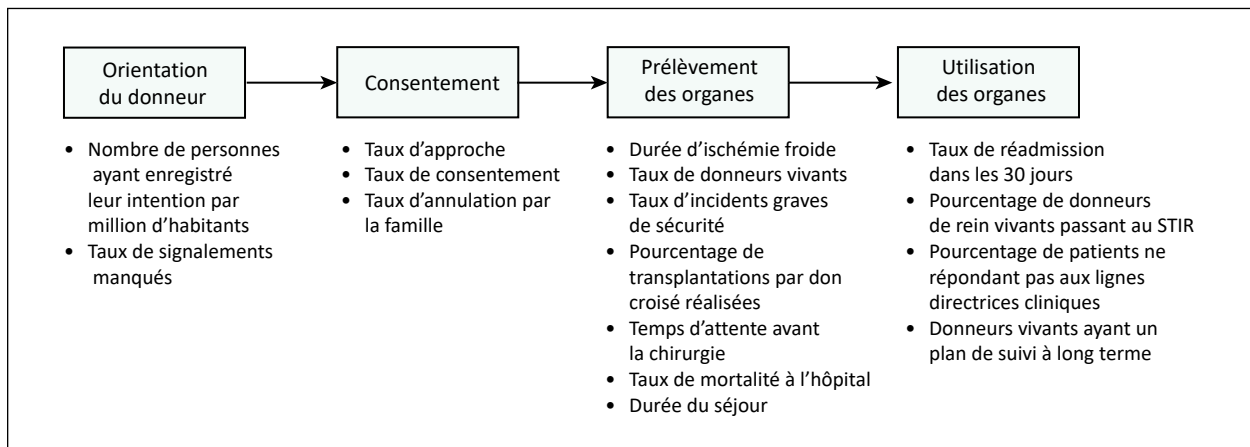 Orientation
du donneur
Consentement
Prélèvement
des organes
Utilisation
des organes
• Nombre de personnes
ayant enregistré
leur intention par
million d’habitants
• Taux de signalements
manqués
• Taux d’approche
• Taux de consentement
• Taux d’annulation par
la famille
• Durée d’ischémie froide
• Taux de donneurs vivants
• Taux d’incidents graves
de sécurité
• Pourcentage de
transplantations par don
croisé réalisées
• Temps d’attente avant
la chirurgie
• Taux de mortalité à l’hôpital
• Durée du séjour
• Taux de réadmission
dans les 30 jours
• Pourcentage de donneurs
de rein vivants passant au STIR
• Pourcentage de patients ne
répondant pas aux lignes
directrices cliniques
• Donneurs vivants ayant un
plan de suivi à long terme